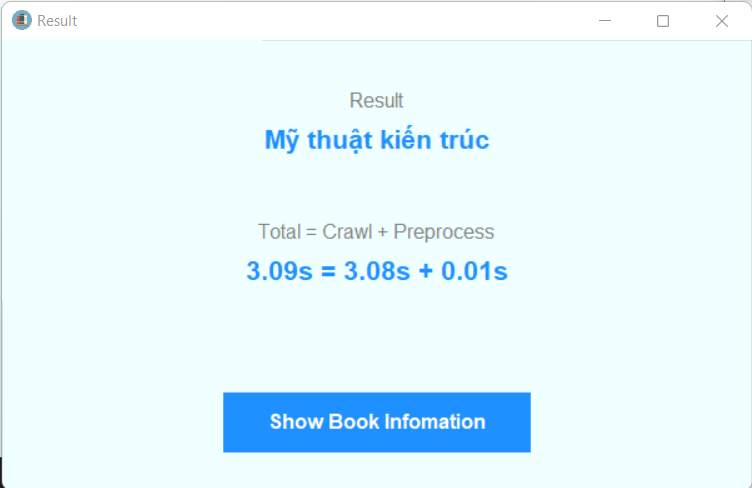 Result
Result
Mỹ thuật kiến trúc
Total = Crawl + Preprocess
3.09s = 3.08s + 0.01s
Show Book Infomation